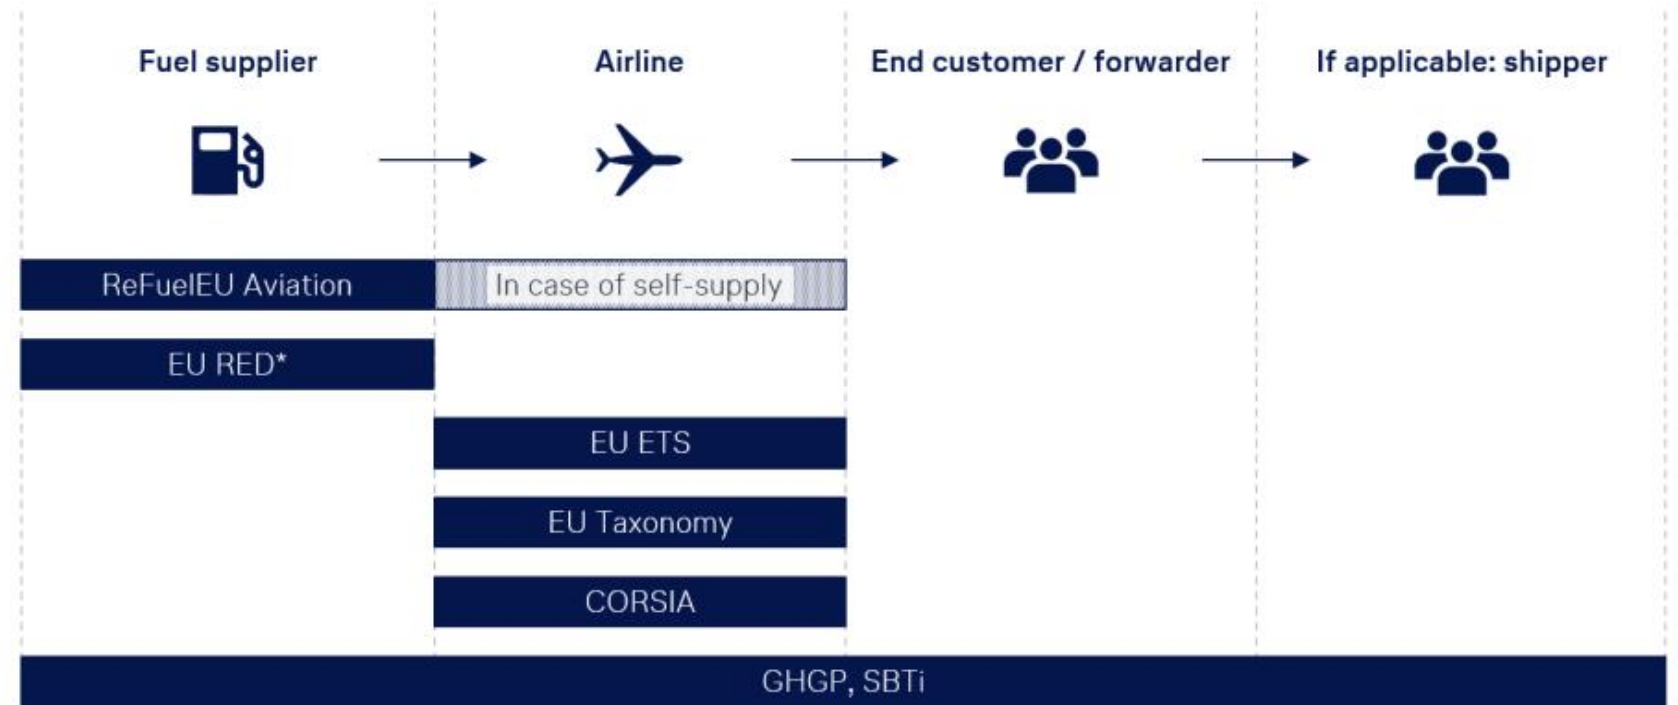 Fuel supplier
Airline
End customer / forwarder
If applicable: shipper
ReFuelEU Aviation
In case of self-supply
EU RED*
EU ETS
EU Taxonomy
CORSIA
GHGP, SBTi